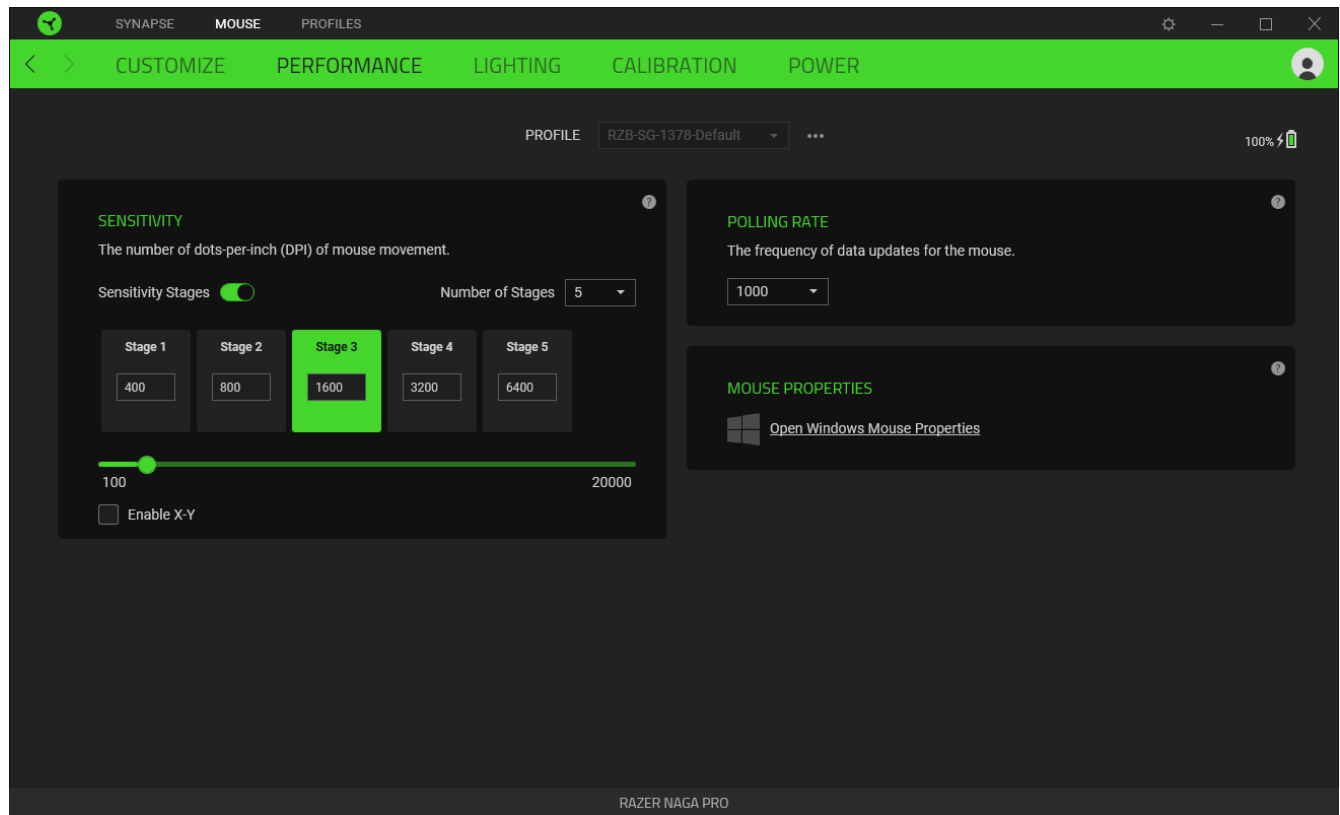 SYNAPSE MOUSE PROFILES
CUSTOMIZE PERFORMANCE LIGHTING CALIBRATION POWER
PROFILE RZB-SG-1378-Default
100%
SENSITIVITY
The number of dots-per-inch (DPI) of mouse movement.
Sensitivity Stages Number of Stages 5
Stage 1 Stage 2 Stage 3 Stage 4 Stage 5
400 800 1600 3200 6400
100 20000
Enable X-Y
POLLING RATE
The frequency of data updates for the mouse.
1000
MOUSE PROPERTIES
Open Windows Mouse Properties
RAZER NAGA PRO